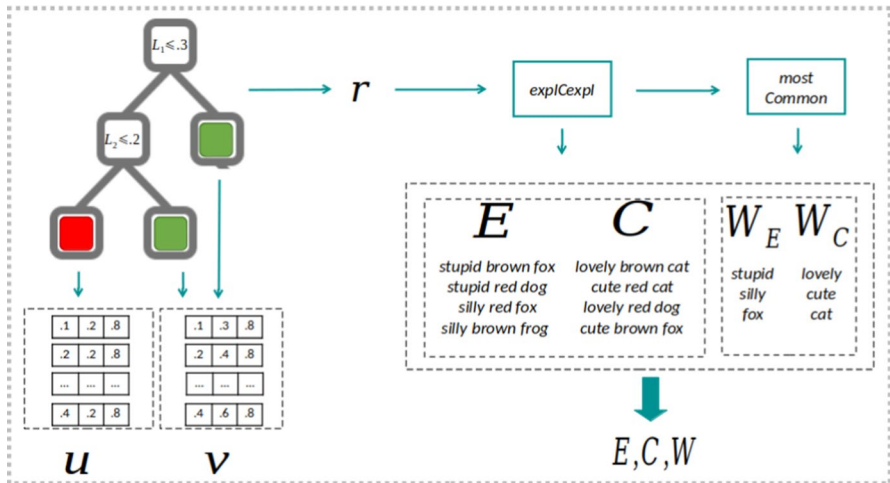 L₁⩽.3
L₂⩽.2
r
explCexpl
most
Common
E
C
W_E W_C
stupid brown fox
stupid red dog
silly red fox
silly brown frog
lovely brown cat
cute red cat
lovely red dog
cute brown fox
stupid
silly
fox
lovely
cute
cat
.1 .2 .8
.2 .2 .8
... ... ...
.4 .2 .8
u
.1 .3 .8
.2 .4 .8
... ... ...
.4 .6 .8
v
E,C,W